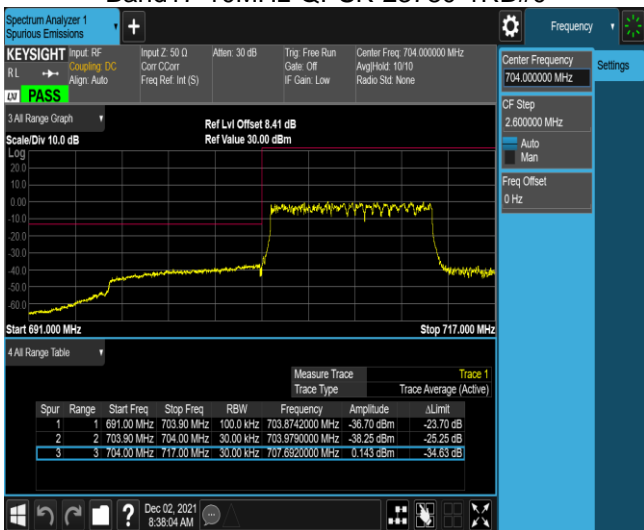 Spectrum Analyzer 1
Spurious Emissions
+
Frequency
KEYSIGHT
Input: RF
Coupling: DC
Align: Auto
Input Z: 50 Ω
Corr CCorr
Freq Ref: Int (S)
Atten: 30 dB
Trig: Free Run
Gate: Off
IF Gain: Low
Center Freq: 704.000000 MHz
Avg|Hold: 10/10
Radio Std: None
R L
LXI
PASS
Center Frequency
704.000000 MHz
Settings
CF Step
2.600000 MHz
Auto
Man
Freq Offset
0 Hz
3 All Range Graph
Ref Lvl Offset 8.41 dB
Scale/Div 10.0 dB
Ref Value 30.00 dBm
Log
20.0
10.0
0.00
-10.0
-20.0
-30.0
-40.0
-50.0
-60.0
Start 691.000 MHz
Stop 717.000 MHz
4 All Range Table
Measure Trace Trace 1
Trace Type Trace Average (Active)
Spur Range Start Freq Stop Freq RBW Frequency Amplitude ΔLimit
1 1 691.00 MHz 703.90 MHz 100.0 kHz 703.8742000 MHz -36.70 dBm -23.70 dB
2 2 703.90 MHz 704.00 MHz 30.00 kHz 703.9790000 MHz -38.25 dBm -25.25 dB
3 3 704.00 MHz 717.00 MHz 30.00 kHz 707.6920000 MHz 0.143 dBm -34.63 dB
?
Dec 02, 2021
8:38:04 AM